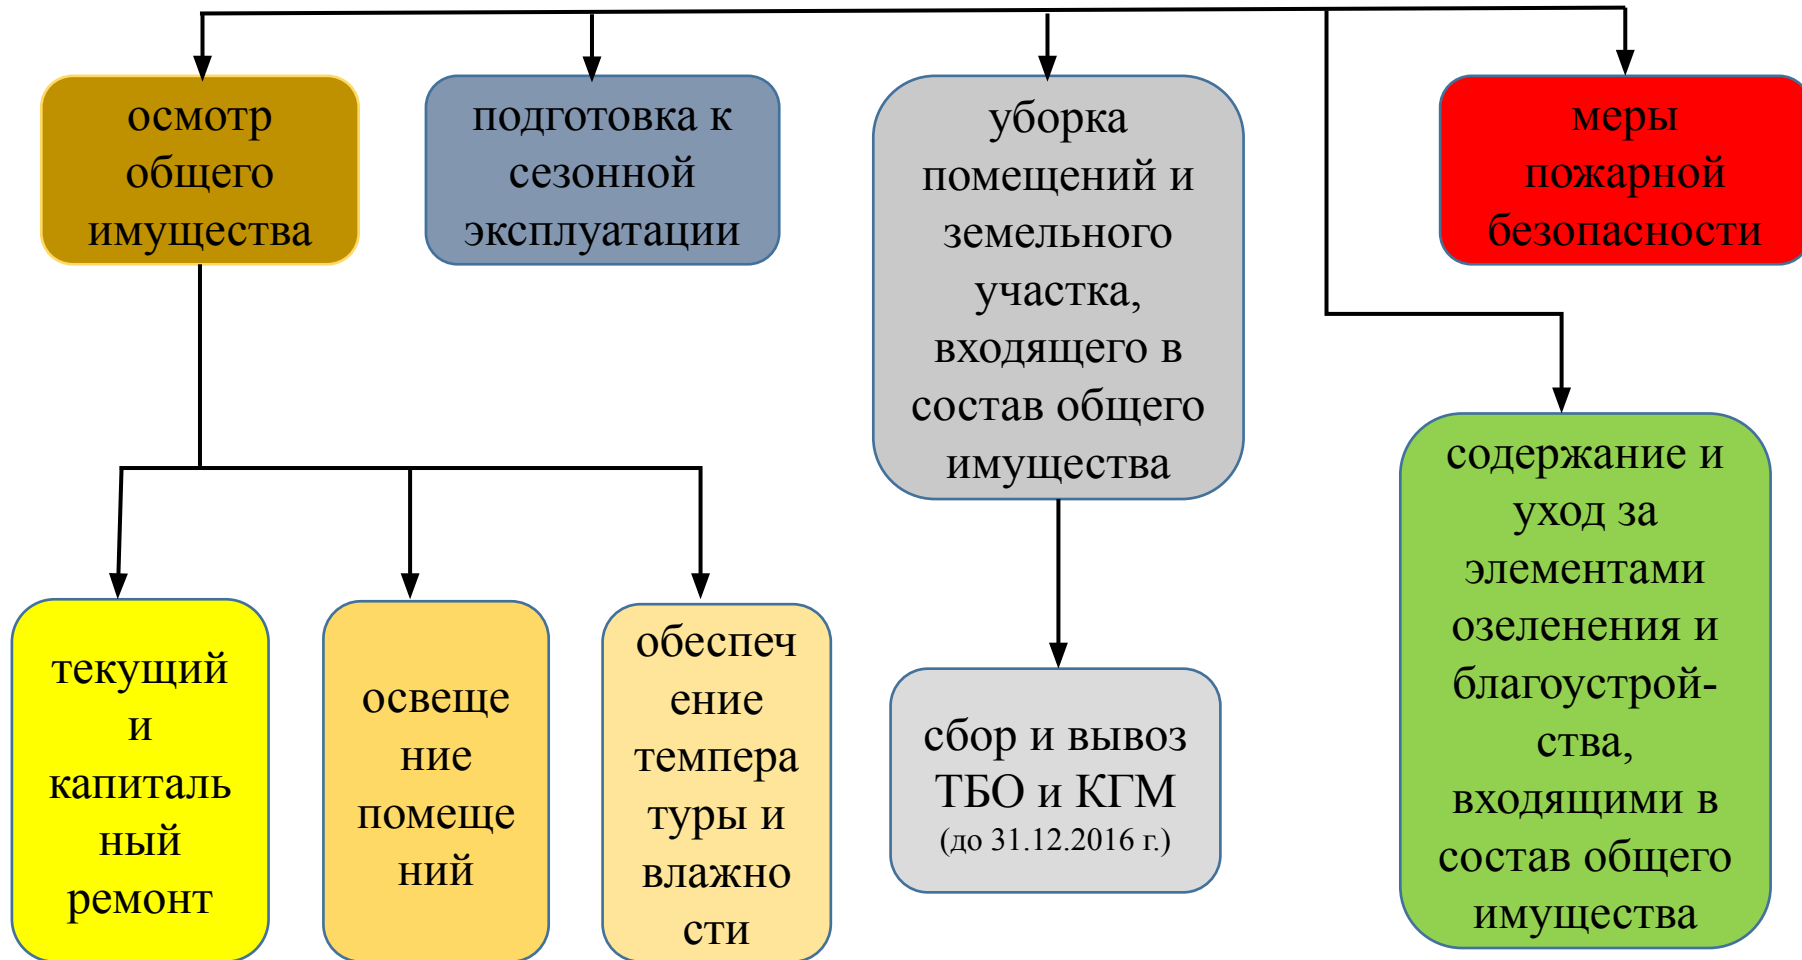 осмотр
общего
имущества
подготовка к
сезонной
эксплуатации
уборка
помещений и
земельного
участка,
входящего в
состав общего
имущества
меры
пожарной
безопасности
текущий
и
капиталь
ный
ремонт
освеще
ние
помеще
ний
обеспеч
ение
темпера
туры и
влажно
сти
сбор и вывоз
ТБО и КГМ
(до 31.12.2016 г.)
содержание и
уход за
элементами
озеленения и
благоустрой-
ства,
входящими в
состав общего
имущества